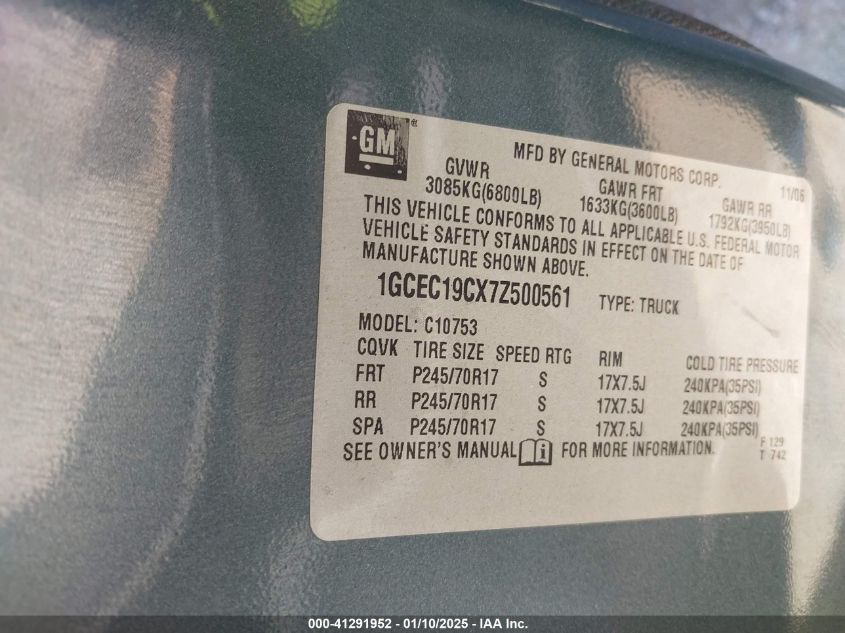 GM
MFD BY GENERAL MOTORS CORP. 11/06
GVWR GAWR FRT GAWR RR
3085KG(6800LB) 1633KG(3600LB) 1792KG(3950LB)
THIS VEHICLE CONFORMS TO ALL APPLICABLE U.S. FEDERAL MOTOR
VEHICLE SAFETY STANDARDS IN EFFECT ON THE DATE OF
MANUFACTURE SHOWN ABOVE.
1GCEC19CX7Z500561 TYPE: TRUCK
MODEL: C10753
CQVK TIRE SIZE SPEED RTG RIM COLD TIRE PRESSURE
FRT P245/70R17 S 17X7.5J 240KPA(35PSI)
RR P245/70R17 S 17X7.5J 240KPA(35PSI)
SPA P245/70R17 S 17X7.5J 240KPA(35PSI)
SEE OWNER'S MANUAL FOR MORE INFORMATION.
F 129
T 742
000-41291952 - 01/10/2025 - IAA Inc.